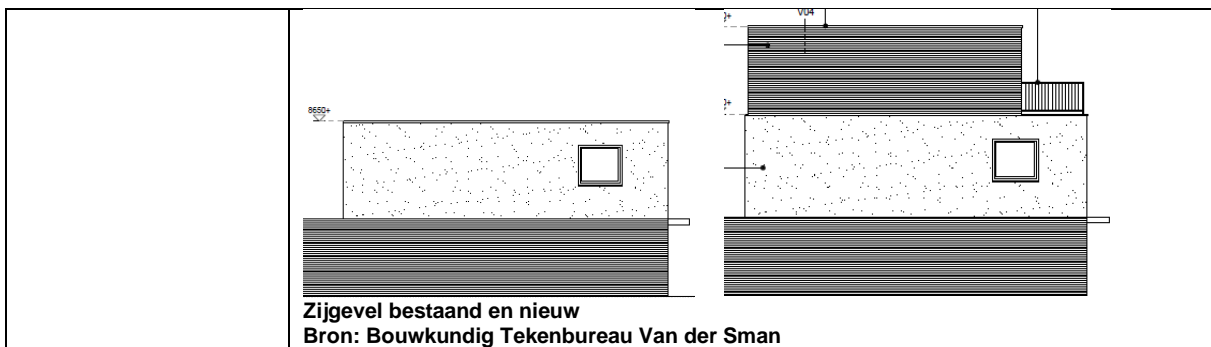 V04
8650+
Zijgevel bestaand en nieuw
Bron: Bouwkundig Tekenbureau Van der Sman